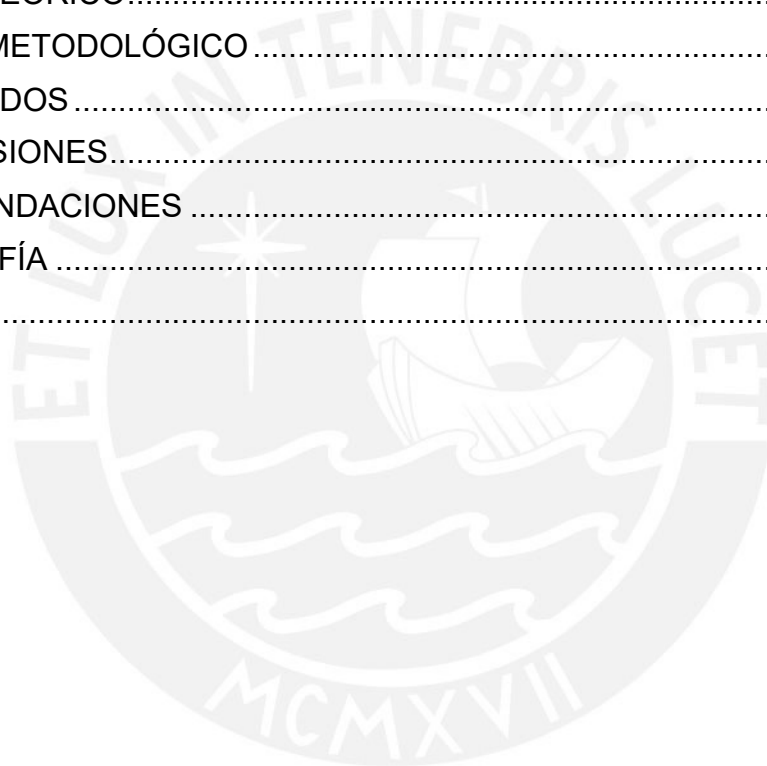 EÓRICO
METODOLÓGICO
DOS
SIONES
NDACIONES
FÍA
ET LUX IN TENEBRIS LUCET
MCMXVII